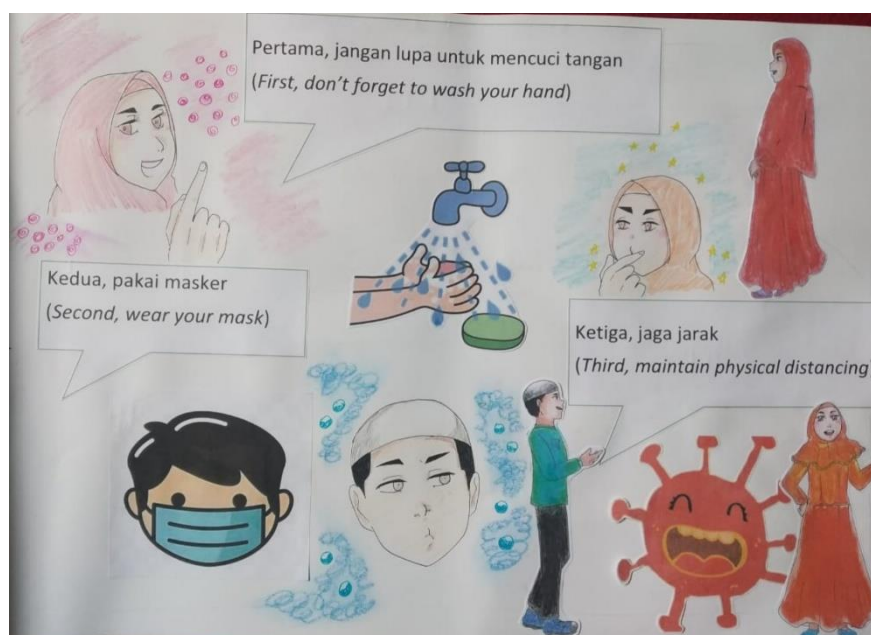 Pertama, jangan lupa untuk mencuci tangan
(First, don't forget to wash your hand)
Kedua, pakai masker
(Second, wear your mask)
Ketiga, jaga jarak
(Third, maintain physical distancing)